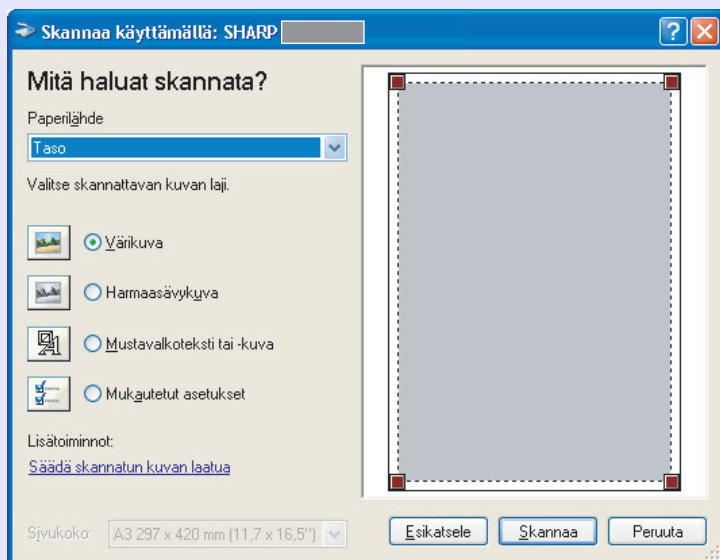 Skannaa käyttämällä: SHARP
Mitä haluat skannata?
Paperilähde
Taso
Valitse skannattavan kuvan laji.
Värikuva
Harmaasävykuva
Mustavalkoteksti tai -kuva
Mukautetut asetukset
Lisätoiminnot:
Säädä skannatun kuvan laatua
Sivukoko: A3 297 x 420 mm (11,7 x 16,5")
Esikatsele Skannaa Peruuta